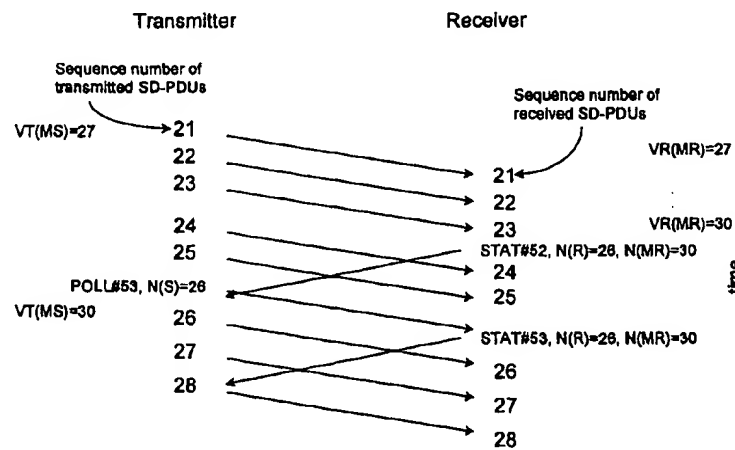 Transmitter
Receiver
Sequence number of
transmitted SD-PDUs
Sequence number of
received SD-PDUs
VT(MS)=27
21
22
23
24
25
POLL#53, N(S)=26
VT(MS)=30
26
27
28
VR(MR)=27
21
22
23
VR(MR)=30
STAT#52, N(R)=26, N(MR)=30
24
25
STAT#53, N(R)=26, N(MR)=30
26
27
28
time